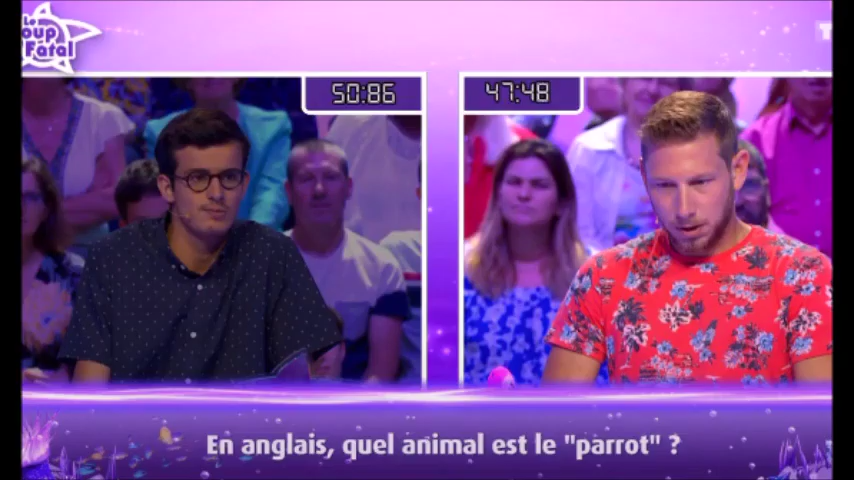 Le
Coup
Fatal
50:86
47:48
En anglais, quel animal est le "parrot" ?